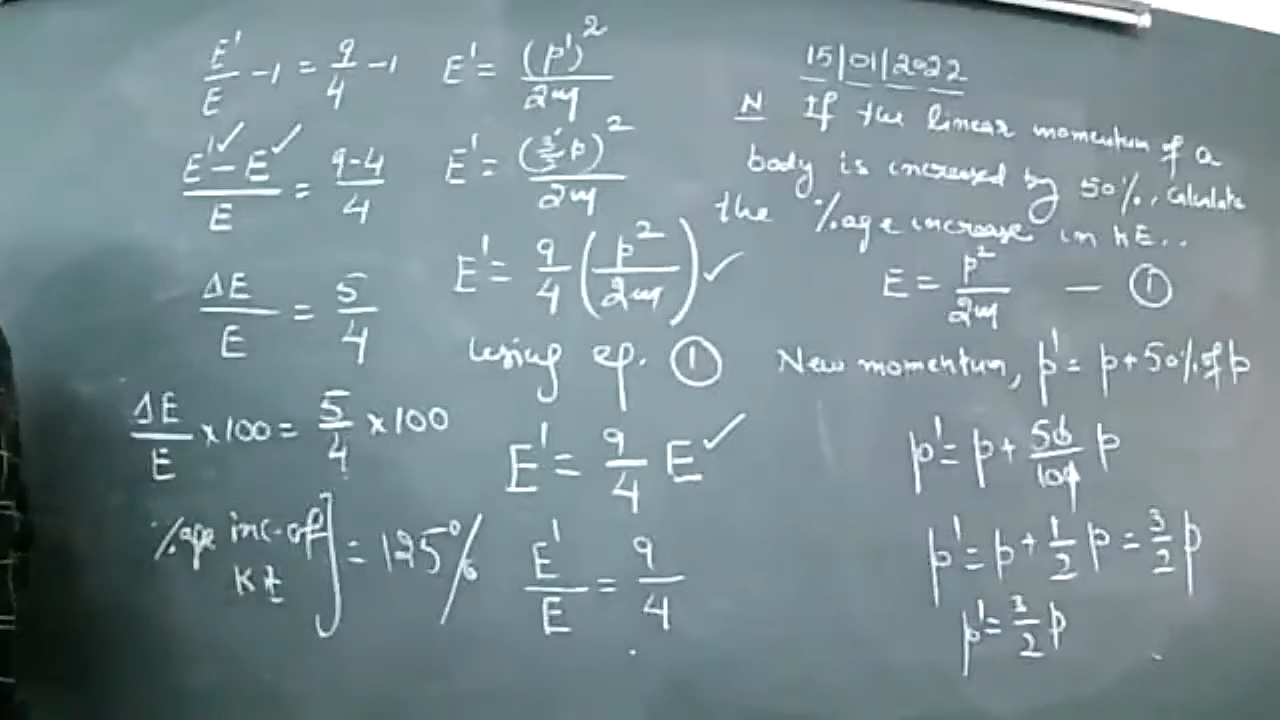 15|01|2022
N If the linear momentum of a
body is increased by 50%, Calculate
the %age increase in KE..
E = p²/2m — ①
New momentum, p' = p + 50% of p
p' = p + 50/100 p
p' = p + 1/2 p = 3/2 p
p' = 3/2 p
E' = (p')²/2m
E' = (p)²/2m
E' = 9/4 (p²/2m) ✓
Using eq. ①
E' = 9/4 E ✓
E'/E = 9/4
E'/E - 1 = 9/4 - 1
E' ✓ - E ✓/E = 9-4/4
ΔE/E = 5/4
ΔE/E × 100 = 5/4 × 100
%age inc. of
KE ] = 125%